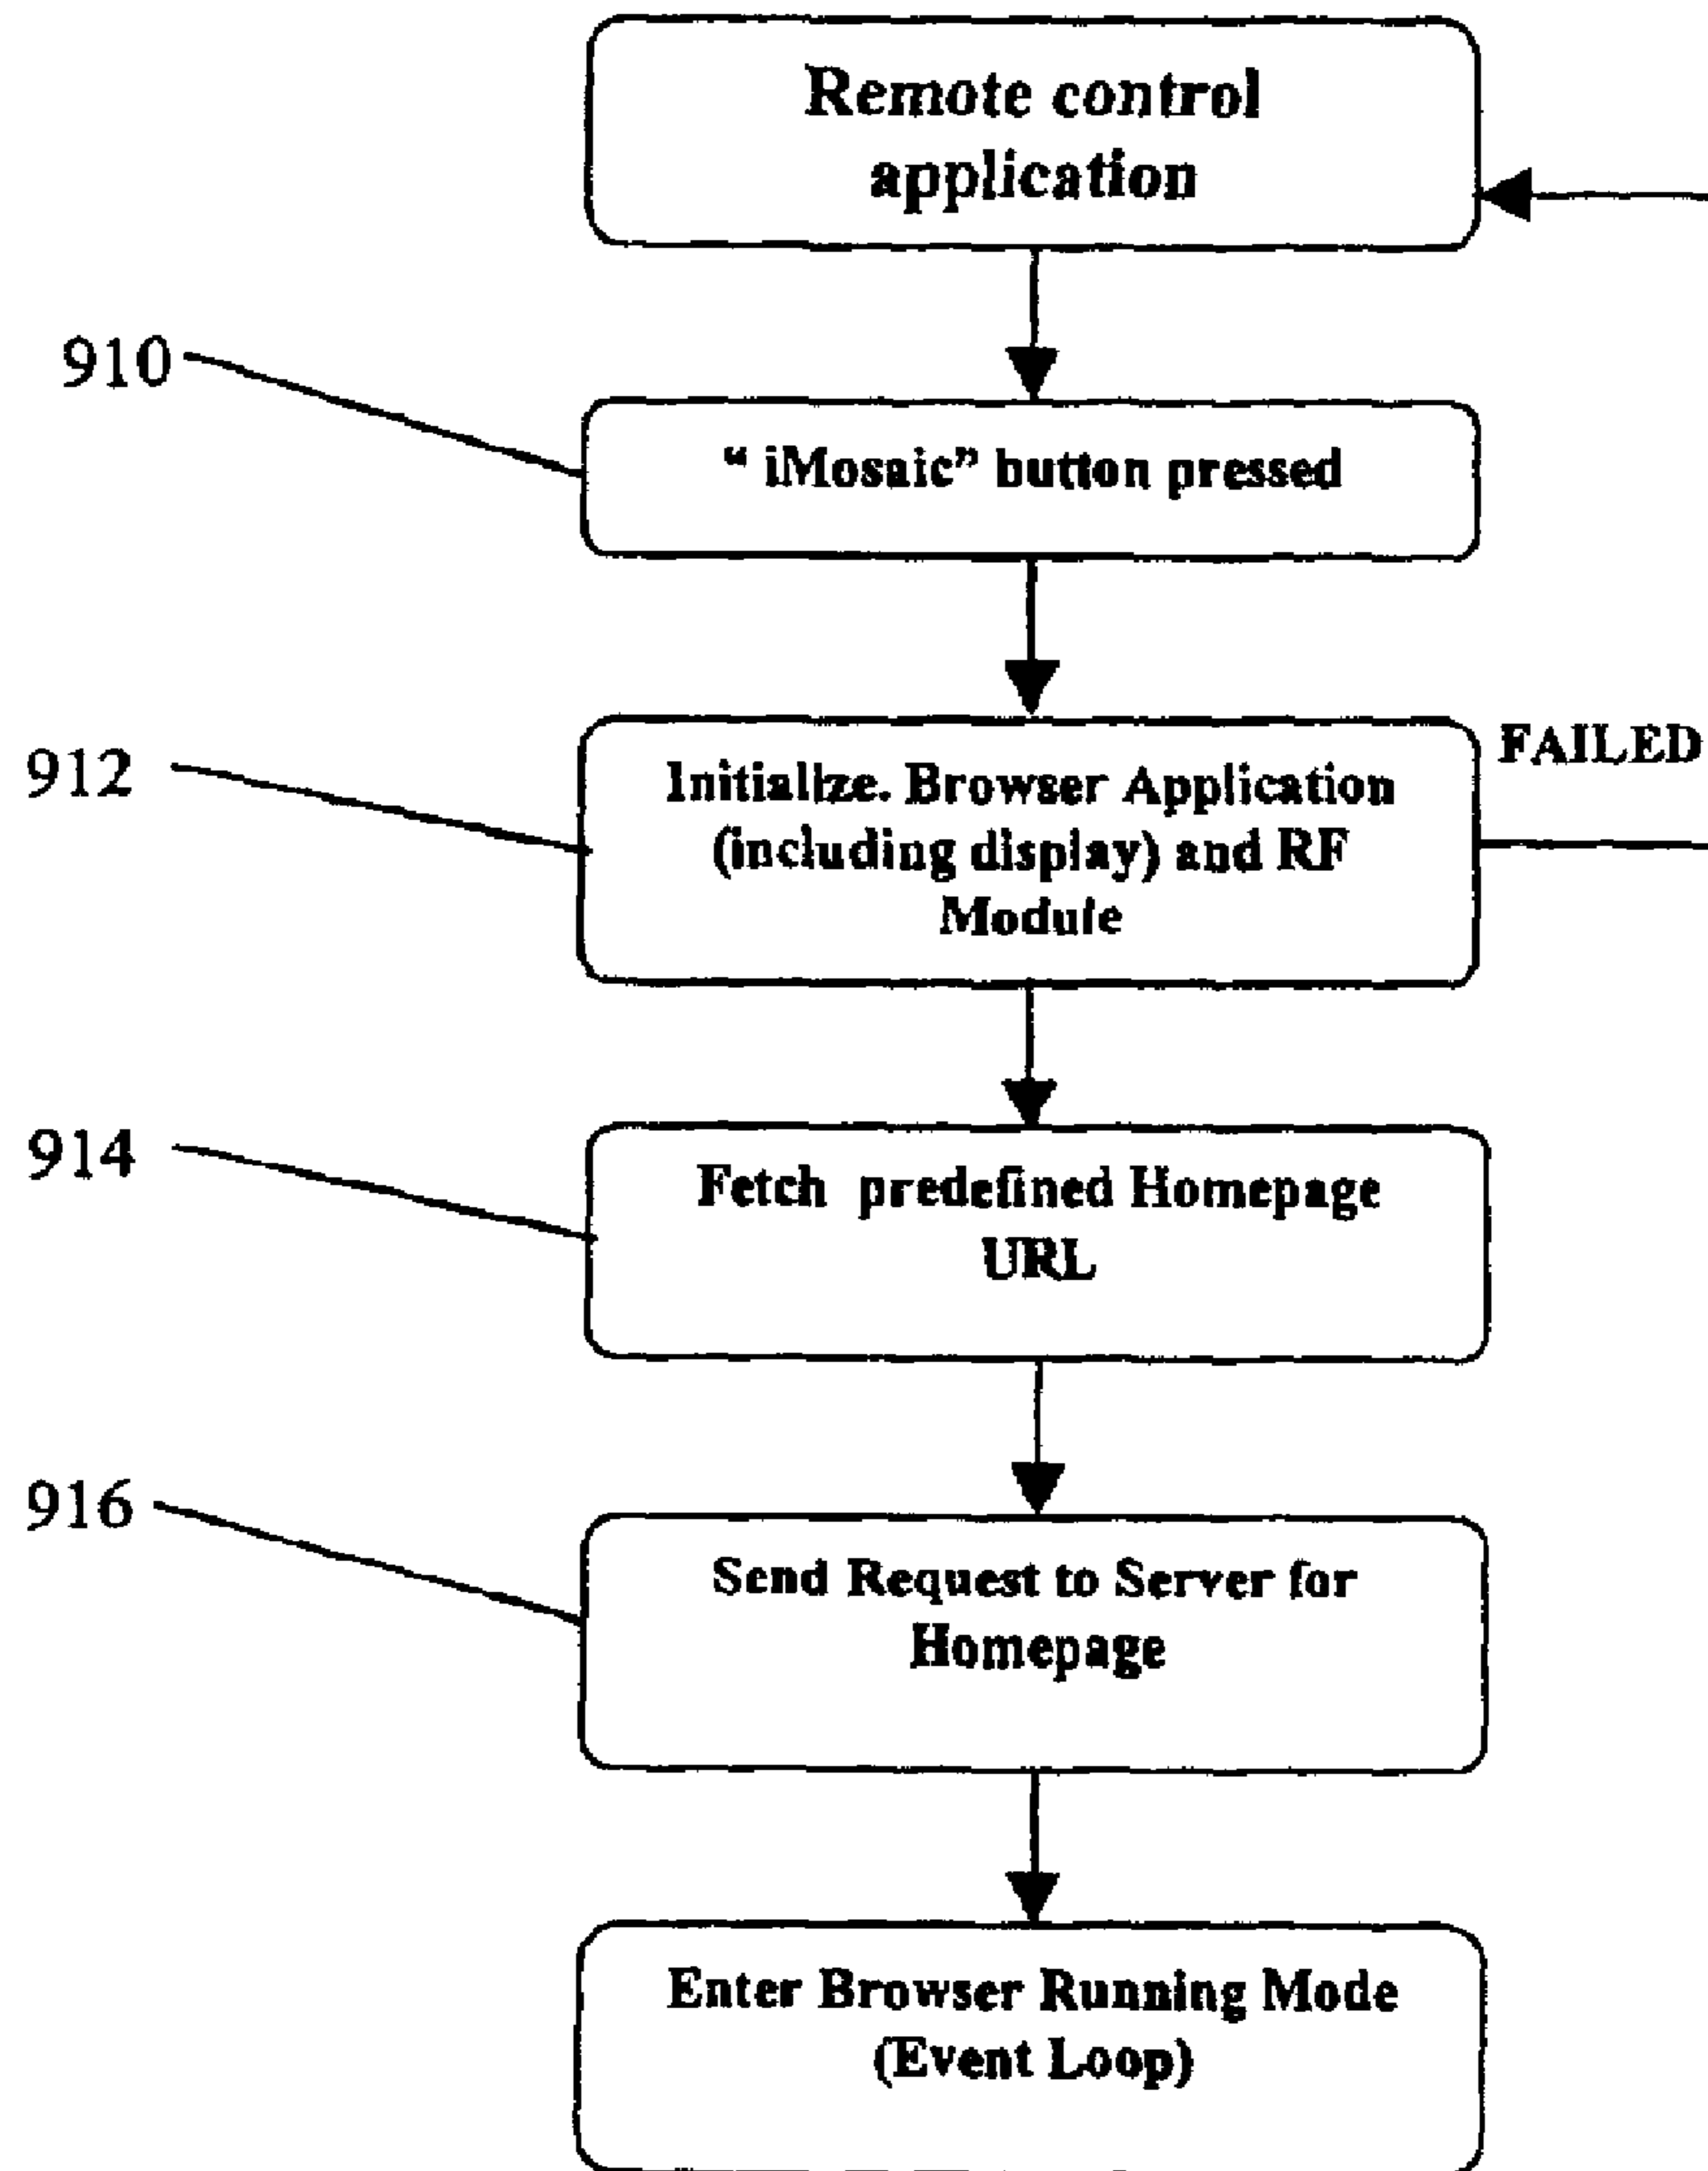 Remote control
application
910
“ iMosaic” button pressed
912
FAILED
Initialize. Browser Application
(including display) and RF
Module
914
Fetch predefined Homepage
URL
916
Send Request to Server for
Homepage
Enter Browser Running Mode
(Event Loop)